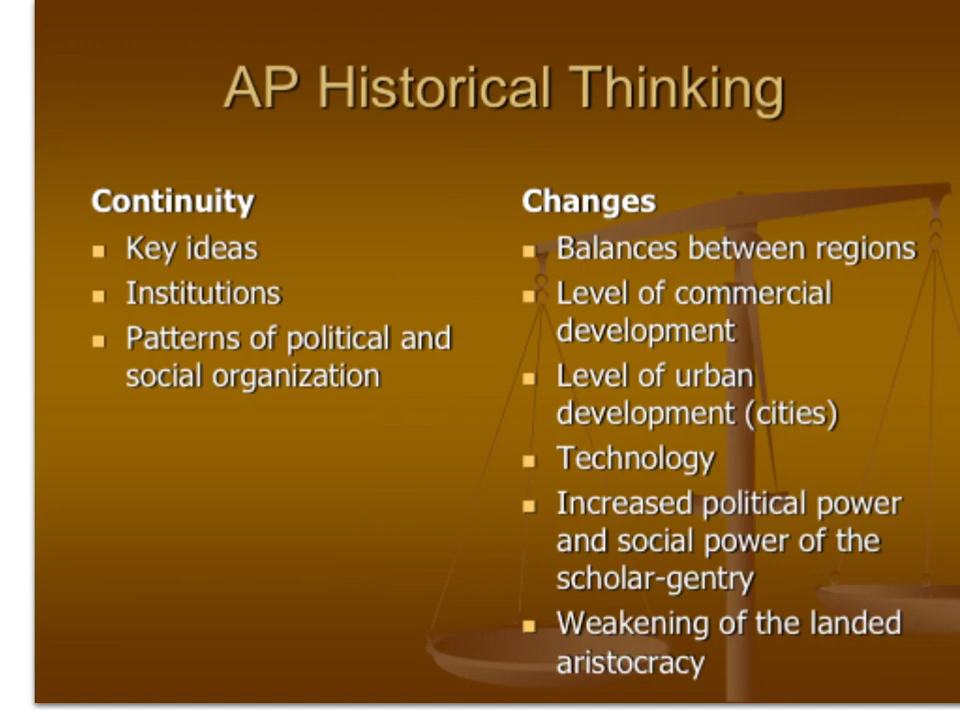 AP Historical Thinking
Continuity
Key ideas
Institutions
Patterns of political and
social organization
Changes
Balances between regions
Level of commercial
development
Level of urban
development (cities)
Technology
Increased political power
and social power of the
scholar-gentry
Weakening of the landed
aristocracy